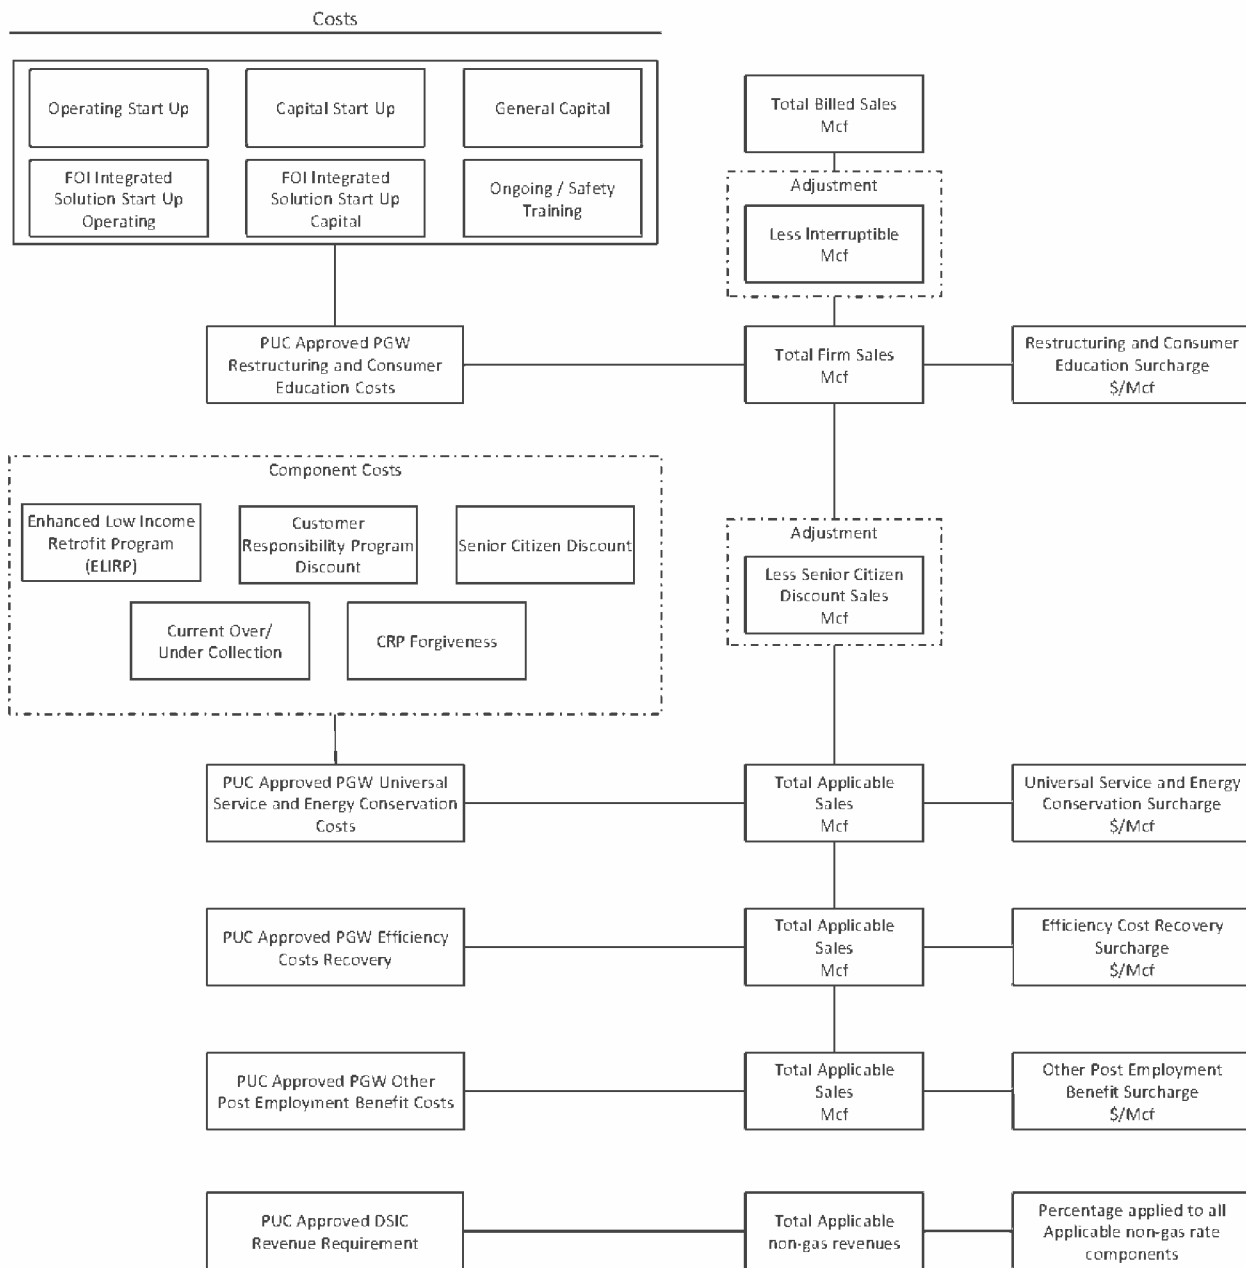 Costs
Operating Start Up
Capital Start Up
General Capital
FOI Integrated
Solution Start Up
Operating
FOI Integrated
Solution Start Up
Capital
Ongoing / Safety
Training
Total Billed Sales
Mcf
Adjustment
Less Interruptible
Mcf
PUC Approved PGW
Restructuring and Consumer
Education Costs
Total Firm Sales
Mcf
Restructuring and Consumer
Education Surcharge
$/Mcf
Component Costs
Enhanced Low Income
Retrofit Program
(ELIRP)
Customer
Responsibility Program
Discount
Senior Citizen Discount
Current Over/
Under Collection
CRP Forgiveness
Adjustment
Less Senior Citizen
Discount Sales
Mcf
PUC Approved PGW Universal
Service and Energy Conservation
Costs
Total Applicable
Sales
Mcf
Universal Service and Energy
Conservation Surcharge
$/Mcf
PUC Approved PGW Efficiency
Costs Recovery
Total Applicable
Sales
Mcf
Efficiency Cost Recovery
Surcharge
$/Mcf
PUC Approved PGW Other
Post Employment Benefit Costs
Total Applicable
Sales
Mcf
Other Post Employment
Benefit Surcharge
$/Mcf
PUC Approved DSIC
Revenue Requirement
Total Applicable
non-gas revenues
Percentage applied to all
Applicable non-gas rate
components